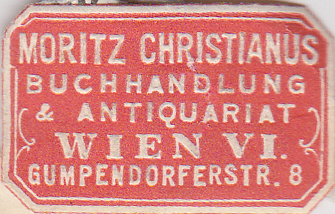 MORITZ CHRISTIANUS
BUCHHANDLUNG
& ANTIQUARIAT
WIEN VI.
GUMPENDORFERSTR. 8